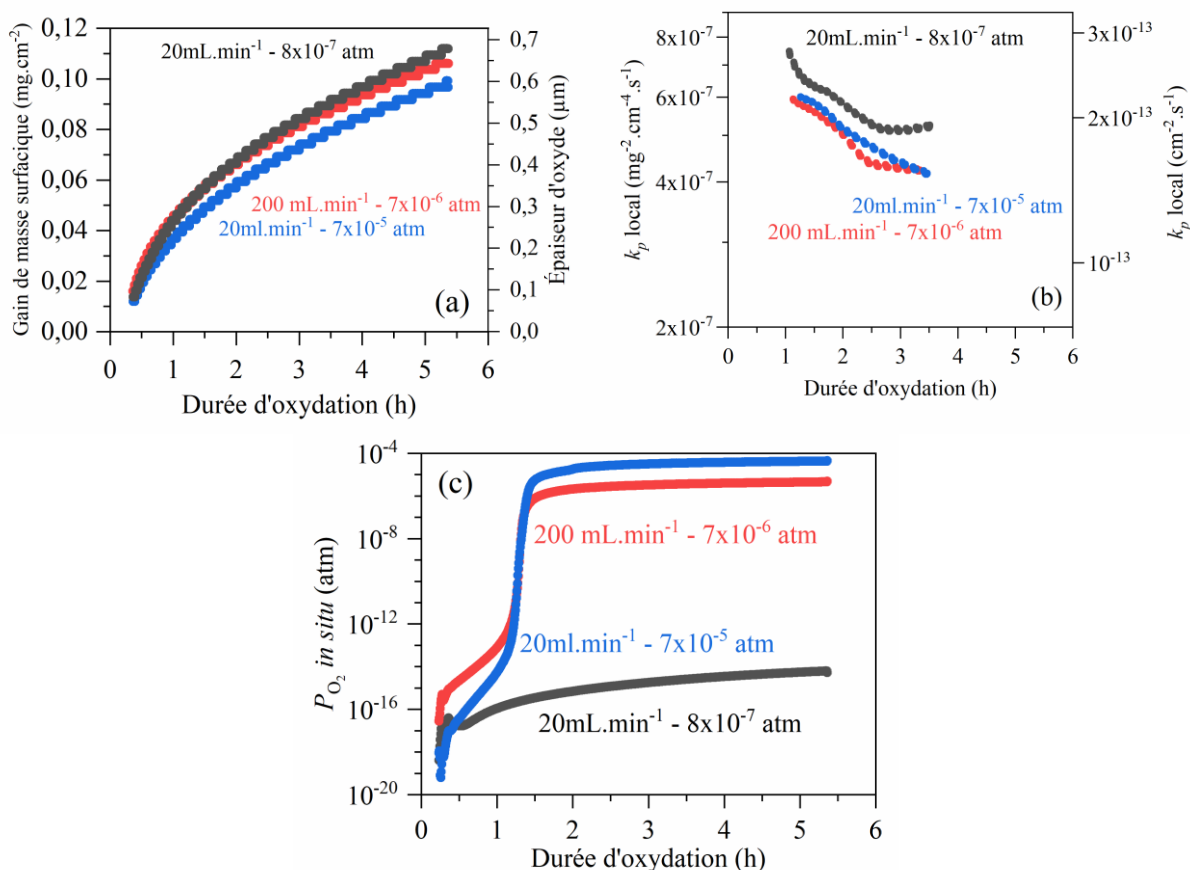 0,12
0,10
0,08
0,06
0,04
0,02
0,00
Gain de masse surfacique (mg.cm⁻²)
20mL.min⁻¹ - 8x10⁻⁷ atm
200 mL.min⁻¹ - 7x10⁻⁶ atm
20ml.min⁻¹ - 7x10⁻⁵ atm
(a)
0,7
0,6
0,5
0,4
0,3
0,2
0,1
0,0
Épaiseur d'oxyde (µm)
0 1 2 3 4 5 6
Durée d'oxydation (h)
8x10⁻⁷
6x10⁻⁷
4x10⁻⁷
2x10⁻⁷
k_p local (mg⁻².cm⁻⁴.s⁻¹)
20mL.min⁻¹ - 8x10⁻⁷ atm
20ml.min⁻¹ - 7x10⁻⁵ atm
200 mL.min⁻¹ - 7x10⁻⁶ atm
(b)
3x10⁻¹³
2x10⁻¹³
10⁻¹³
k_p local (cm⁻².s⁻¹)
0 1 2 3 4 5 6
Durée d'oxydation (h)
10⁻⁴
10⁻⁸
10⁻¹²
10⁻¹⁶
10⁻²⁰
P_O₂ in situ (atm)
(c)
200 mL.min⁻¹ - 7x10⁻⁶ atm
20ml.min⁻¹ - 7x10⁻⁵ atm
20mL.min⁻¹ - 8x10⁻⁷ atm
0 1 2 3 4 5 6
Durée d'oxydation (h)